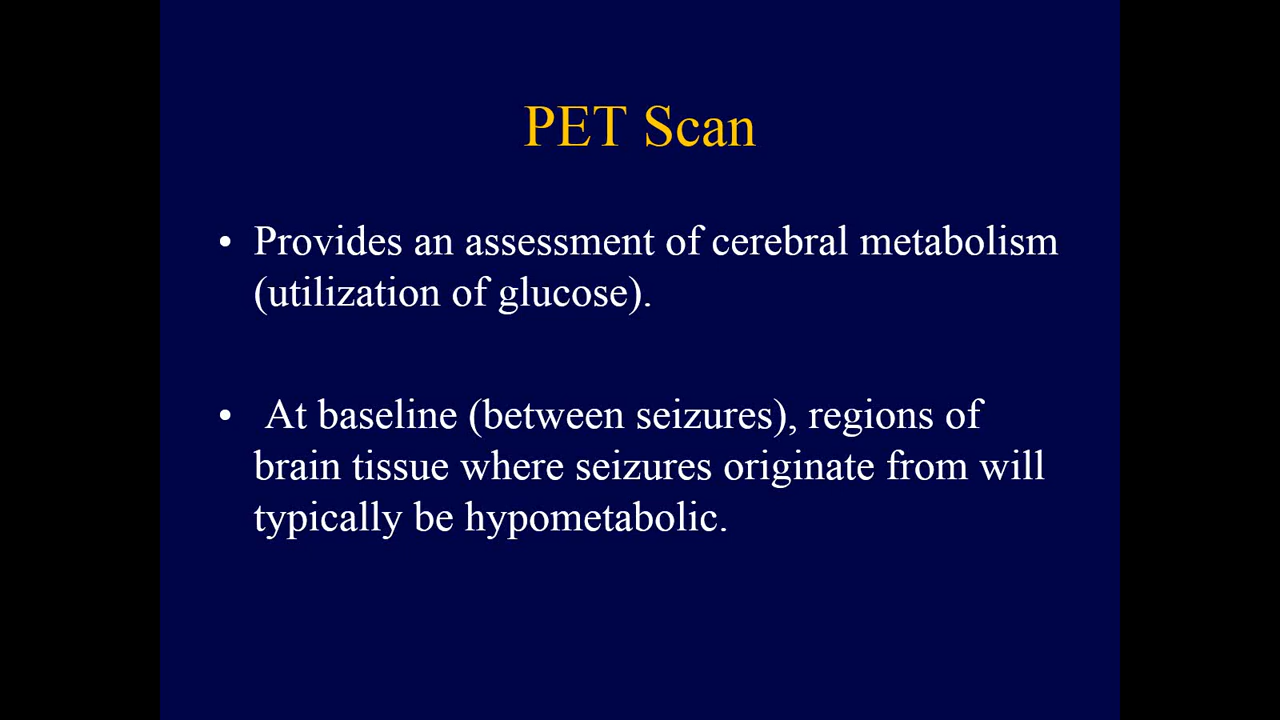 PET Scan
• Provides an assessment of cerebral metabolism
(utilization of glucose).
• At baseline (between seizures), regions of
brain tissue where seizures originate from will
typically be hypometabolic.